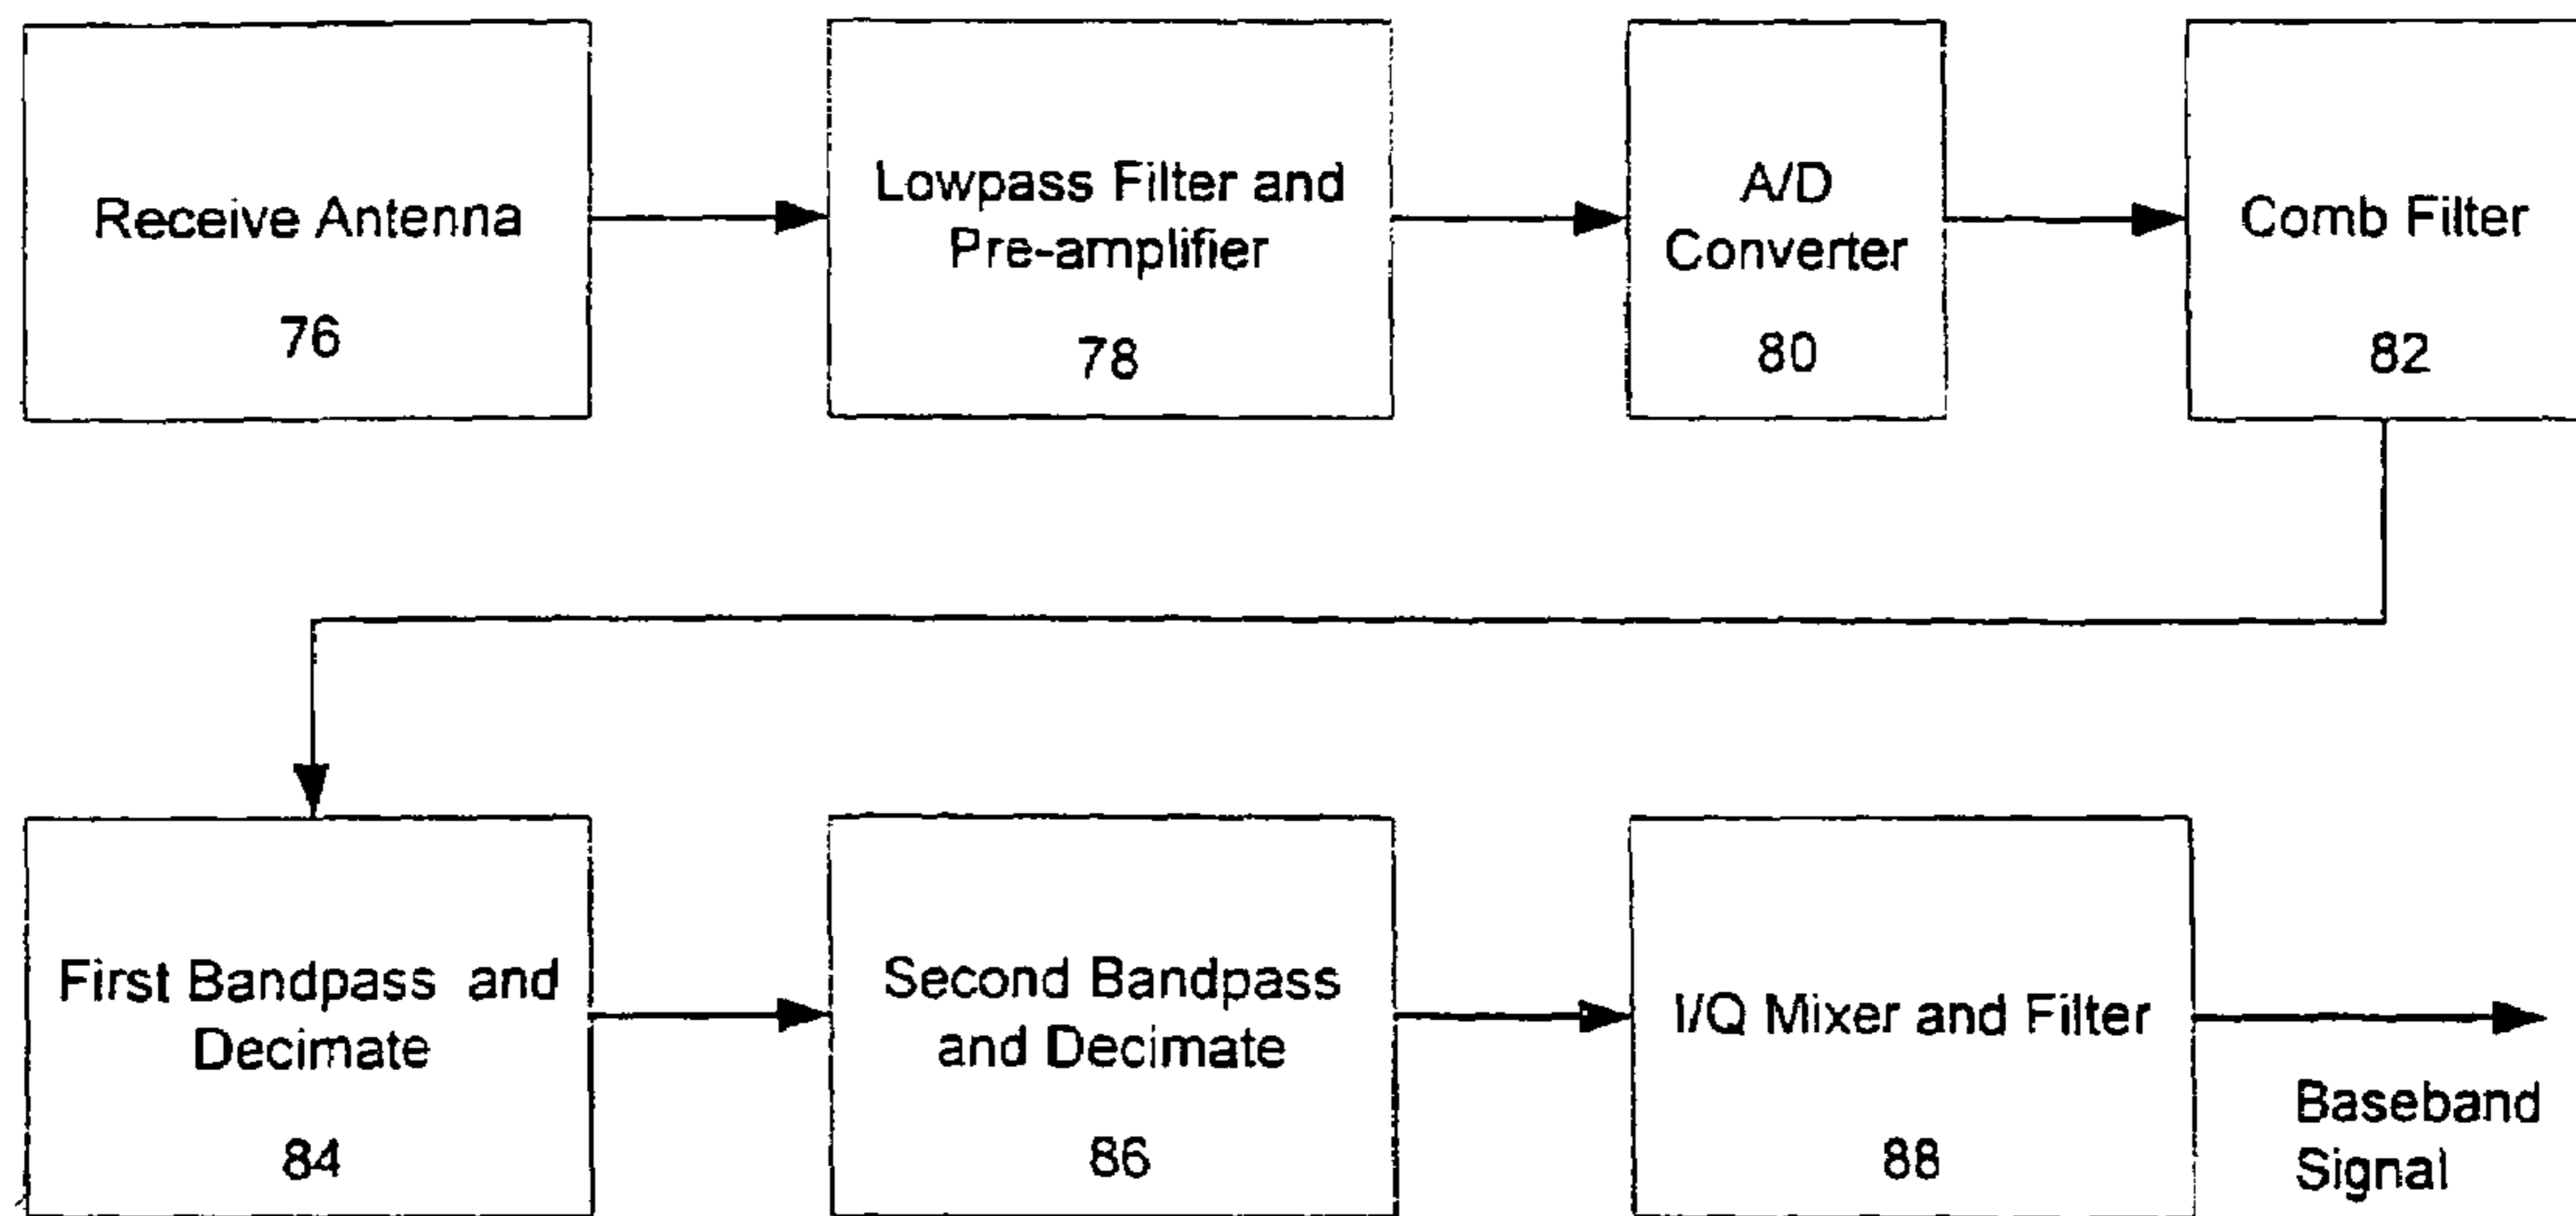 Receive Antenna
76
Lowpass Filter and
Pre-amplifier
78
A/D
Converter
80
Comb Filter
82
First Bandpass and
Decimate
84
Second Bandpass
and Decimate
86
I/Q Mixer and Filter
88
Baseband
Signal